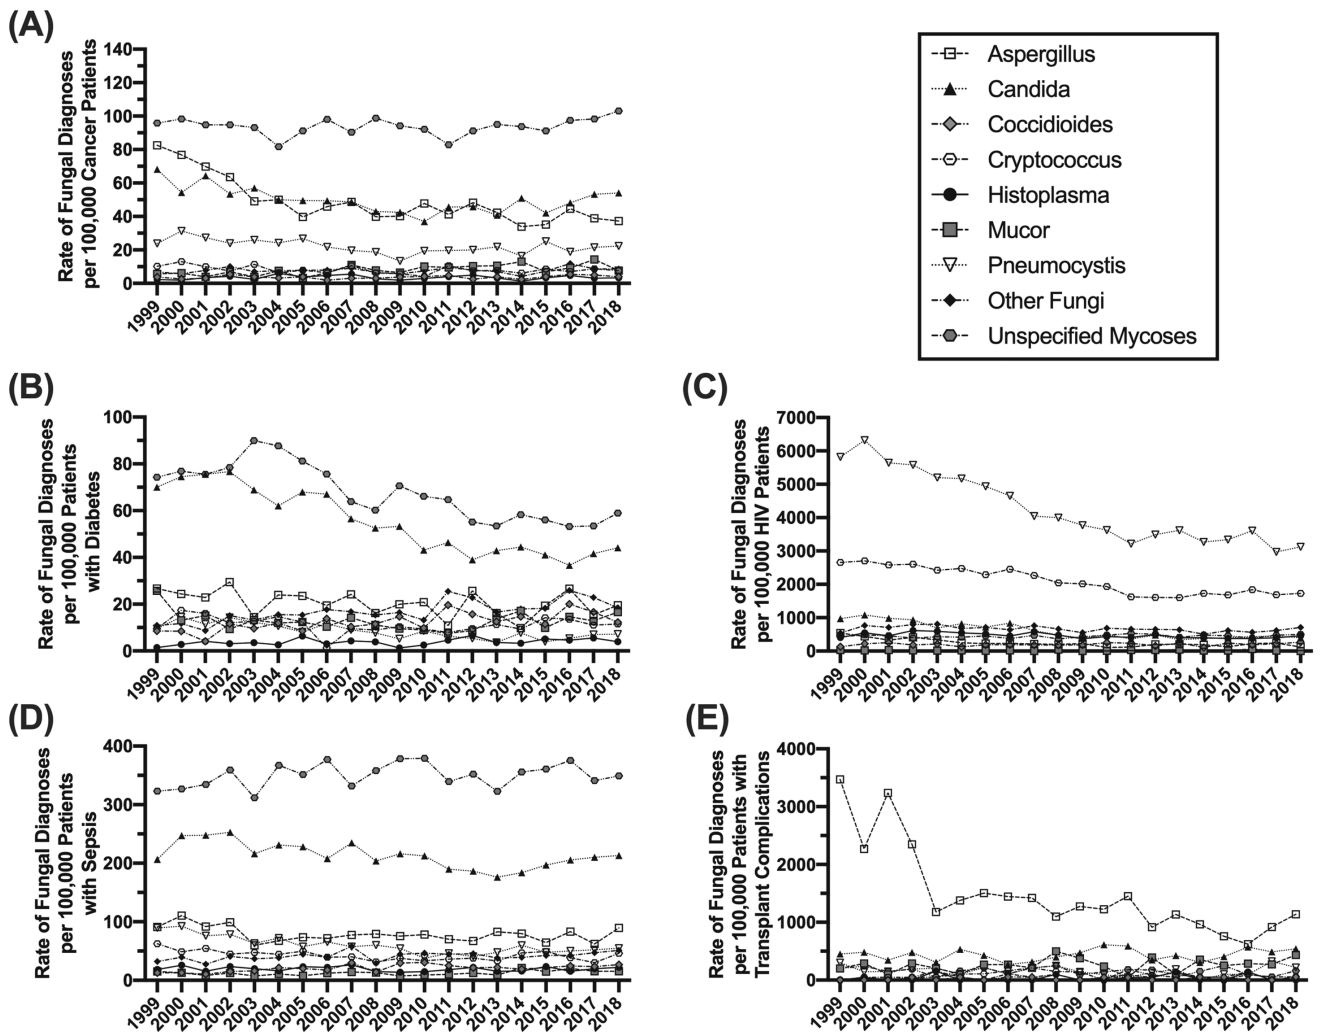 (A)
Rate of Fungal Diagnoses
per 100,000 Cancer Patients
140
120
100
80
60
40
20
0
1999 2000 2001 2002 2003 2004 2005 2006 2007 2008 2009 2010 2011 2012 2013 2014 2015 2016 2017 2018
Aspergillus
Candida
Coccidioides
Cryptococcus
Histoplasma
Mucor
Pneumocystis
Other Fungi
Unspecified Mycoses
(B)
Rate of Fungal Diagnoses
per 100,000 Patients
with Diabetes
100
80
60
40
20
0
1999 2000 2001 2002 2003 2004 2005 2006 2007 2008 2009 2010 2011 2012 2013 2014 2015 2016 2017 2018
(C)
Rate of Fungal Diagnoses
per 100,000 HIV Patients
7000
6000
5000
4000
3000
2000
1000
0
1999 2000 2001 2002 2003 2004 2005 2006 2007 2008 2009 2010 2011 2012 2013 2014 2015 2016 2017 2018
(D)
Rate of Fungal Diagnoses
per 100,000 Patients
with Sepsis
400
300
200
100
0
1999 2000 2001 2002 2003 2004 2005 2006 2007 2008 2009 2010 2011 2012 2013 2014 2015 2016 2017 2018
(E)
Rate of Fungal Diagnoses
per 100,000 Patients with
Transplant Complications
4000
3000
2000
1000
0
1999 2000 2001 2002 2003 2004 2005 2006 2007 2008 2009 2010 2011 2012 2013 2014 2015 2016 2017 2018